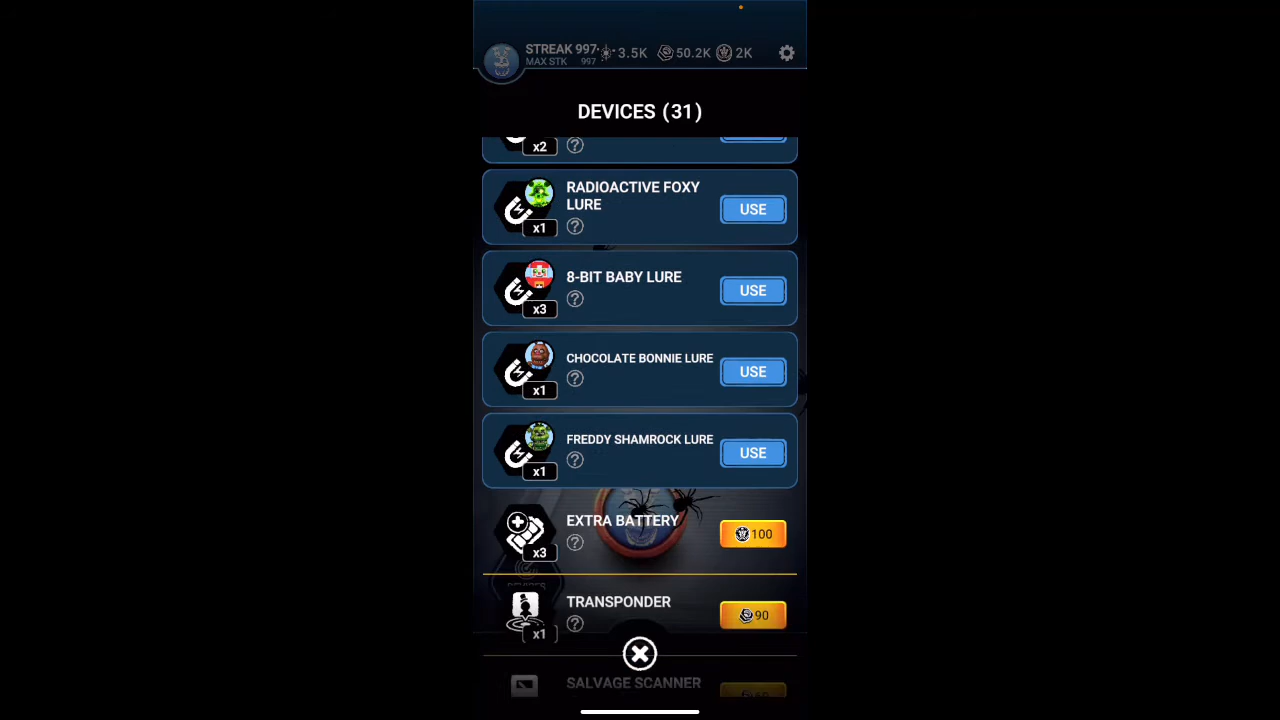 STREAK 997
MAX STK 997
3.5K
50.2K
2K
DEVICES (31)
x2
RADIOACTIVE FOXY
LURE
USE
x1
8-BIT BABY LURE
USE
x3
CHOCOLATE BONNIE LURE
USE
x1
FREDDY SHAMROCK LURE
USE
x1
EXTRA BATTERY
100
x3
TRANSPONDER
90
x1
SALVAGE SCANNER